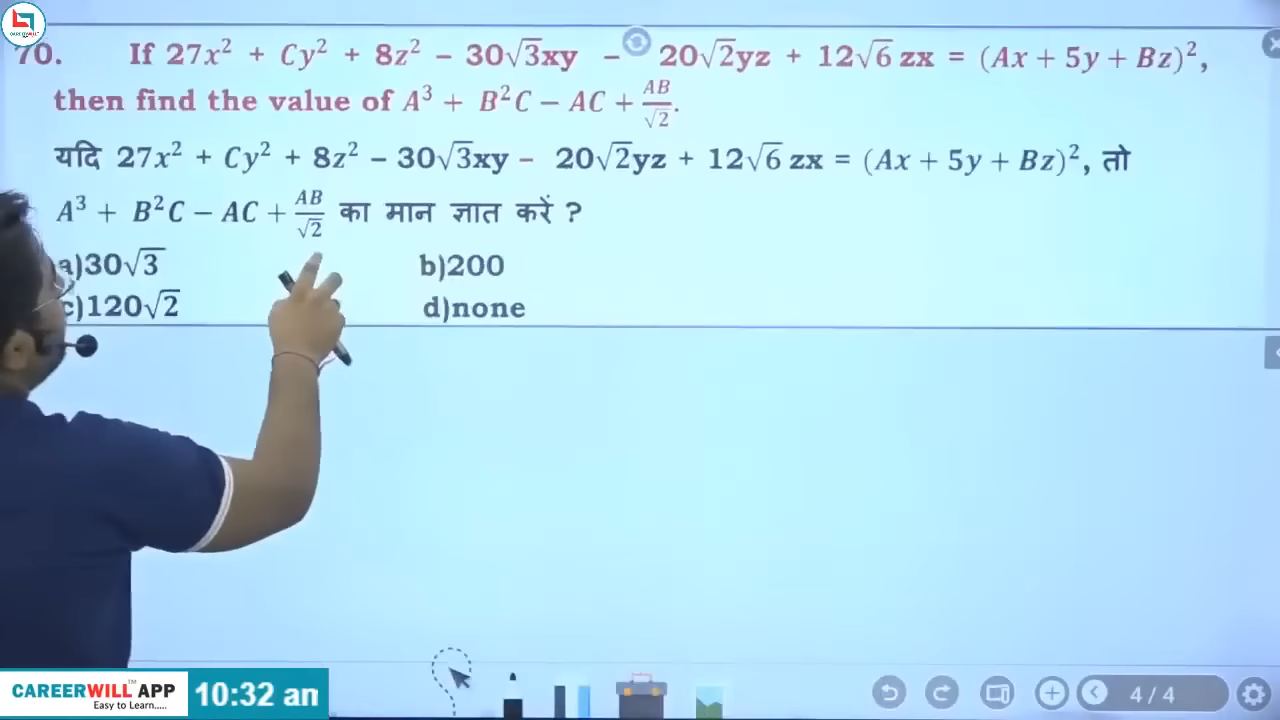 CAREERWILL
70. If 27x² + Cy² + 8z² − 30√3xy − 20√2yz + 12√6 zx = (Ax + 5y + Bz)²,
then find the value of A³ + B²C − AC + AB/√2.
यदि 27x² + Cy² + 8z² − 30√3xy − 20√2yz + 12√6 zx = (Ax + 5y + Bz)², तो
A³ + B²C − AC + AB/√2 का मान ज्ञात करें ?
a)30√3 b)200
c)120√2 d)none
CAREERWILL APP 10:32 am
Easy to Learn.....
4 / 4